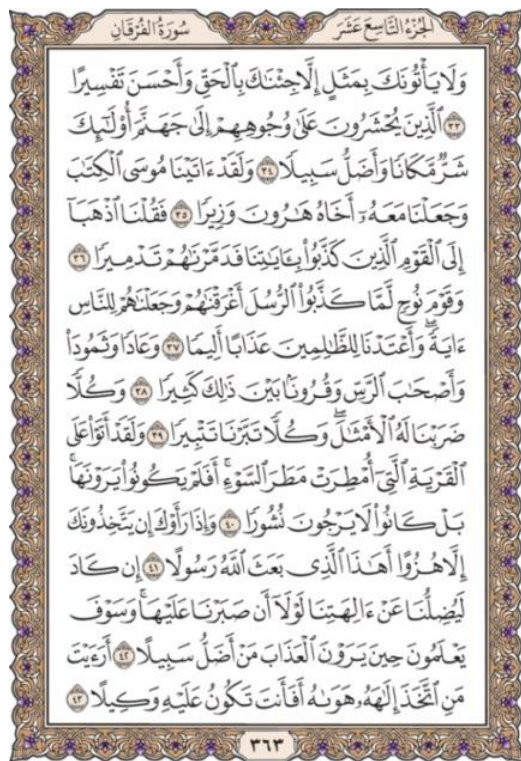 الجُزْءُ التَّاسِعَ عَشَرَ
سُورَةُ الفُرْقَانِ
وَلَا يَأْتُونَكَ بِمَثَلٍ إِلَّا جِئْنَٰكَ بِٱلْحَقِّ وَأَحْسَنَ تَفْسِيرًا
٣٣ ٱلَّذِينَ يُحْشَرُونَ عَلَىٰ وُجُوهِهِمْ إِلَىٰ جَهَنَّمَ أُو۟لَٰٓئِكَ
شَرٌّ مَّكَانًا وَأَضَلُّ سَبِيلًا ٣٤ وَلَقَدْ ءَاتَيْنَا مُوسَى ٱلْكِتَٰبَ
وَجَعَلْنَا مَعَهُۥٓ أَخَاهُ هَٰرُونَ وَزِيرًا ٣٥ فَقُلْنَا ٱذْهَبَآ
إِلَى ٱلْقَوْمِ ٱلَّذِينَ كَذَّبُوا۟ بِـَٔايَٰتِنَا فَدَمَّرْنَٰهُمْ تَدْمِيرًا ٣٦
وَقَوْمَ نُوحٍ لَّمَّا كَذَّبُوا۟ ٱلرُّسُلَ أَغْرَقْنَٰهُمْ وَجَعَلْنَٰهُمْ لِلنَّاسِ
ءَايَةً ۖ وَأَعْتَدْنَا لِلظَّٰلِمِينَ عَذَابًا أَلِيمًا ٣٧ وَعَادًا وَثَمُودَا۟
وَأَصْحَٰبَ ٱلرَّسِّ وَقُرُونًۢا بَيْنَ ذَٰلِكَ كَثِيرًا ٣٨ وَكُلًّا
ضَرَبْنَا لَهُ ٱلْأَمْثَٰلَ ۖ وَكُلًّا تَبَّرْنَا تَتْبِيرًا ٣٩ وَلَقَدْ أَتَوْا۟ عَلَى
ٱلْقَرْيَةِ ٱلَّتِىٓ أُمْطِرَتْ مَطَرَ ٱلسَّوْءِ ۚ أَفَلَمْ يَكُونُوا۟ يَرَوْنَهَا ۚ
بَلْ كَانُوا۟ لَا يَرْجُونَ نُشُورًا ٤٠ وَإِذَا رَأَوْكَ إِن يَتَّخِذُونَكَ
إِلَّا هُزُوًا أَهَٰذَا ٱلَّذِى بَعَثَ ٱللَّهُ رَسُولًا ٤١ إِن كَادَ
لَيُضِلُّنَا عَنْ ءَالِهَتِنَا لَوْلَآ أَن صَبَرْنَا عَلَيْهَا ۚ وَسَوْفَ
يَعْلَمُونَ حِينَ يَرَوْنَ ٱلْعَذَابَ مَنْ أَضَلُّ سَبِيلًا ٤٢ أَرَءَيْتَ
مَنِ ٱتَّخَذَ إِلَٰهَهُۥ هَوَىٰهُ أَفَأَنتَ تَكُونُ عَلَيْهِ وَكِيلًا ٤٣
٣٦٣